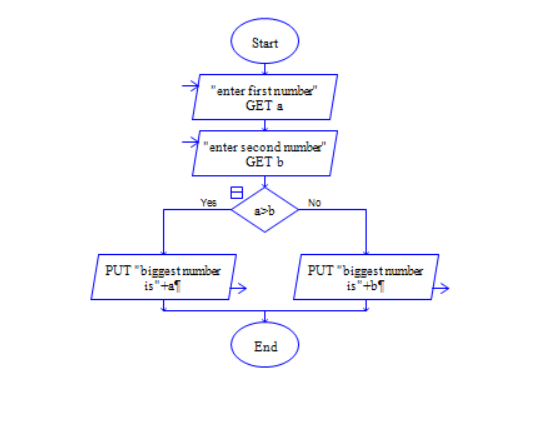 Start
"enter first number"
GET a
"enter second number"
GET b
a>b
Yes
No
PUT "biggest number
is"+a¶
PUT "biggest number
is"+b¶
End